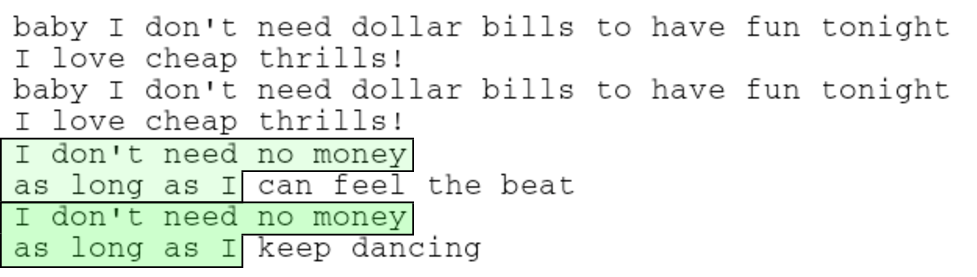 baby I don't need dollar bills to have fun tonight
I love cheap thrills!
baby I don't need dollar bills to have fun tonight
I love cheap thrills!
I don't need no money
as long as I can feel the beat
I don't need no money
as long as I keep dancing